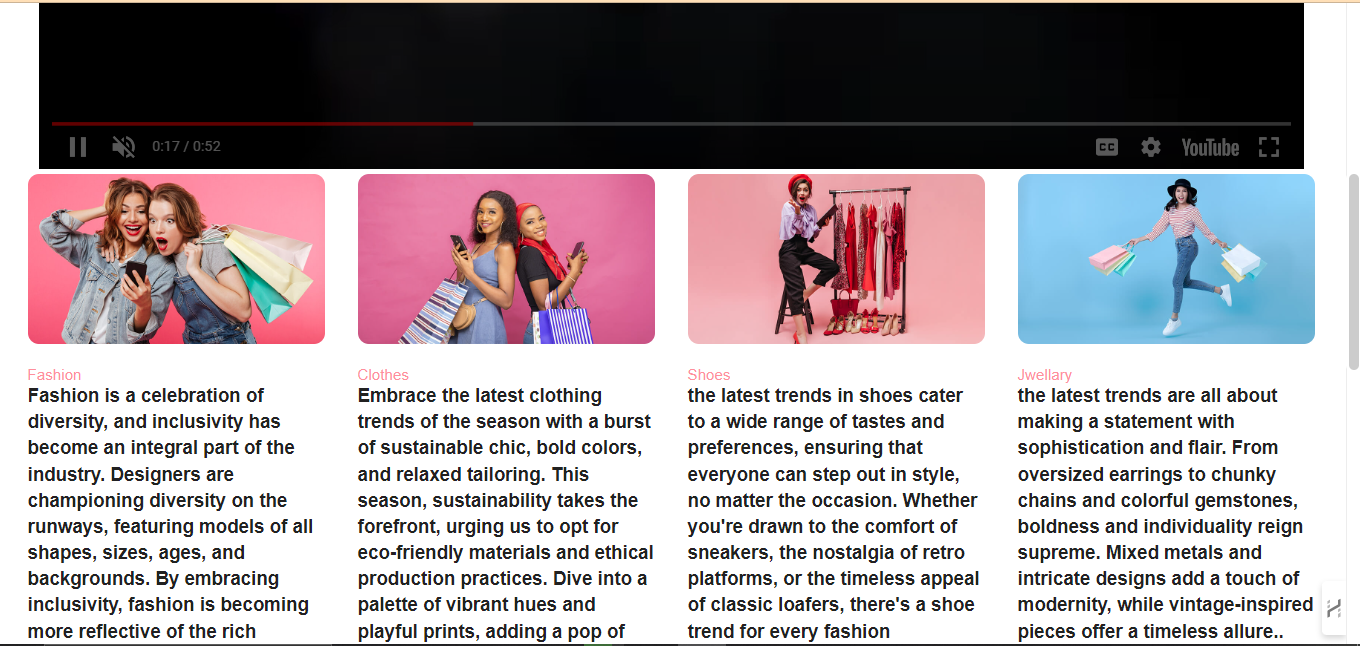 0:17 / 0:52
CC
YouTube
Fashion
Fashion is a celebration of
diversity, and inclusivity has
become an integral part of the
industry. Designers are
championing diversity on the
runways, featuring models of all
shapes, sizes, ages, and
backgrounds. By embracing
inclusivity, fashion is becoming
more reflective of the rich
Clothes
Embrace the latest clothing
trends of the season with a burst
of sustainable chic, bold colors,
and relaxed tailoring. This
season, sustainability takes the
forefront, urging us to opt for
eco-friendly materials and ethical
production practices. Dive into a
palette of vibrant hues and
playful prints, adding a pop of
Shoes
the latest trends in shoes cater
to a wide range of tastes and
preferences, ensuring that
everyone can step out in style,
no matter the occasion. Whether
you're drawn to the comfort of
sneakers, the nostalgia of retro
platforms, or the timeless appeal
of classic loafers, there's a shoe
trend for every fashion
Jwellary
the latest trends are all about
making a statement with
sophistication and flair. From
oversized earrings to chunky
chains and colorful gemstones,
boldness and individuality reign
supreme. Mixed metals and
intricate designs add a touch of
modernity, while vintage-inspired
pieces offer a timeless allure..